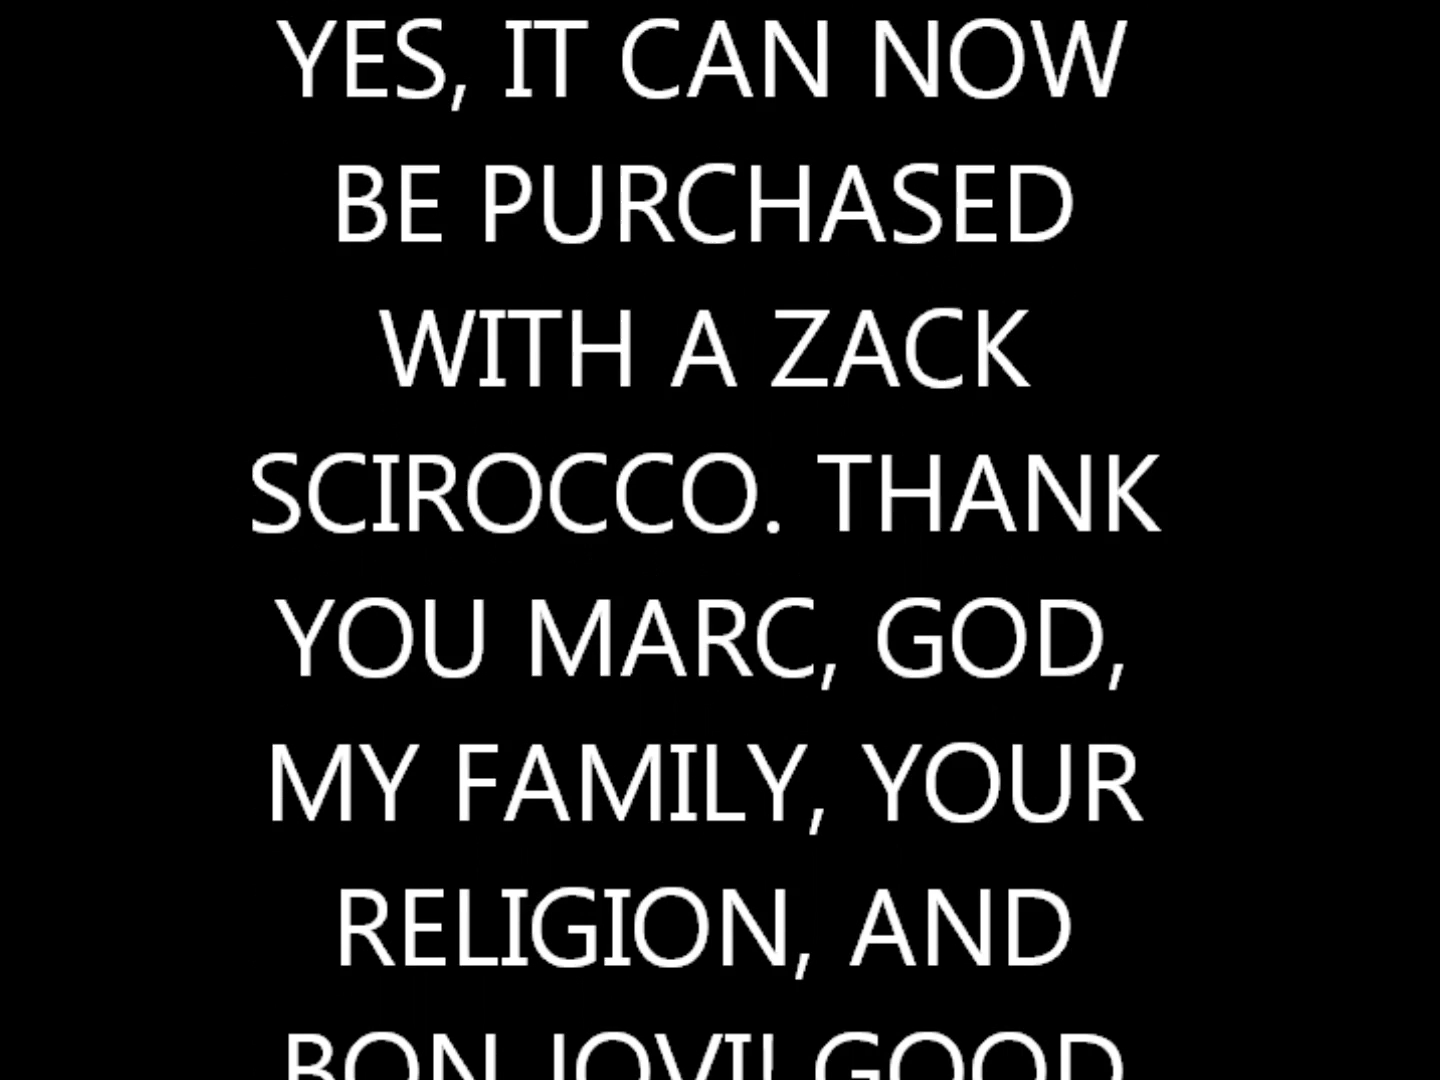 YES, IT CAN NOW
BE PURCHASED
WITH A ZACK
SCIROCCO. THANK
YOU MARC, GOD,
MY FAMILY, YOUR
RELIGION, AND
BON JOVI! GOOD